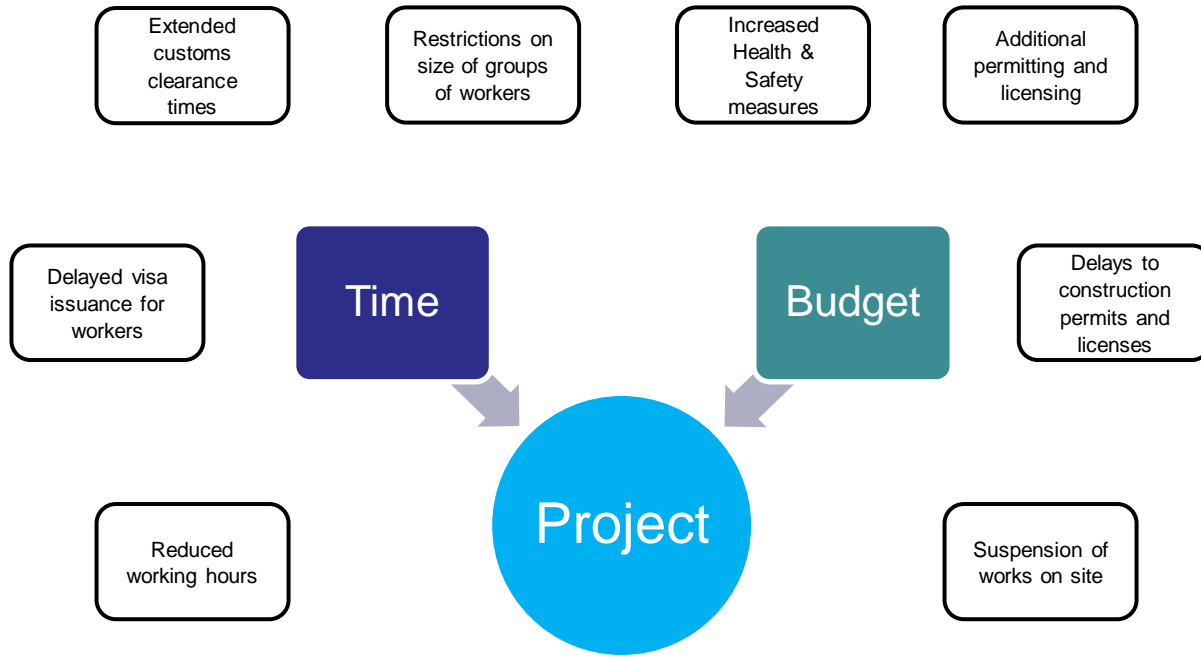 Extended
customs
clearance
times
Restrictions on
size of groups
of workers
Increased
Health & 
Safety
measures
Additional
permitting and
licensing
Delayed visa
issuance for
workers
Time
Budget
Delays to
construction
permits and
licenses
Reduced
working hours
Project
Suspension of
works on site